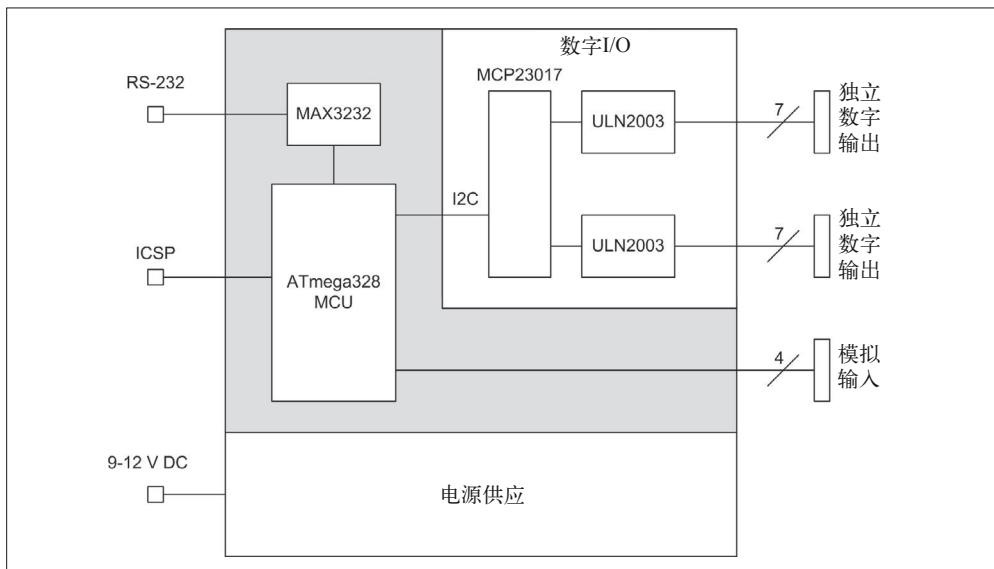 数字I/O
MCP23017
RS-232
MAX3232
ULN2003
7
独立
数字
输出
I2C
ULN2003
7
独立
数字
输出
ICSP
ATmega328
MCU
4
模拟
输入
9-12 V DC
电源供应